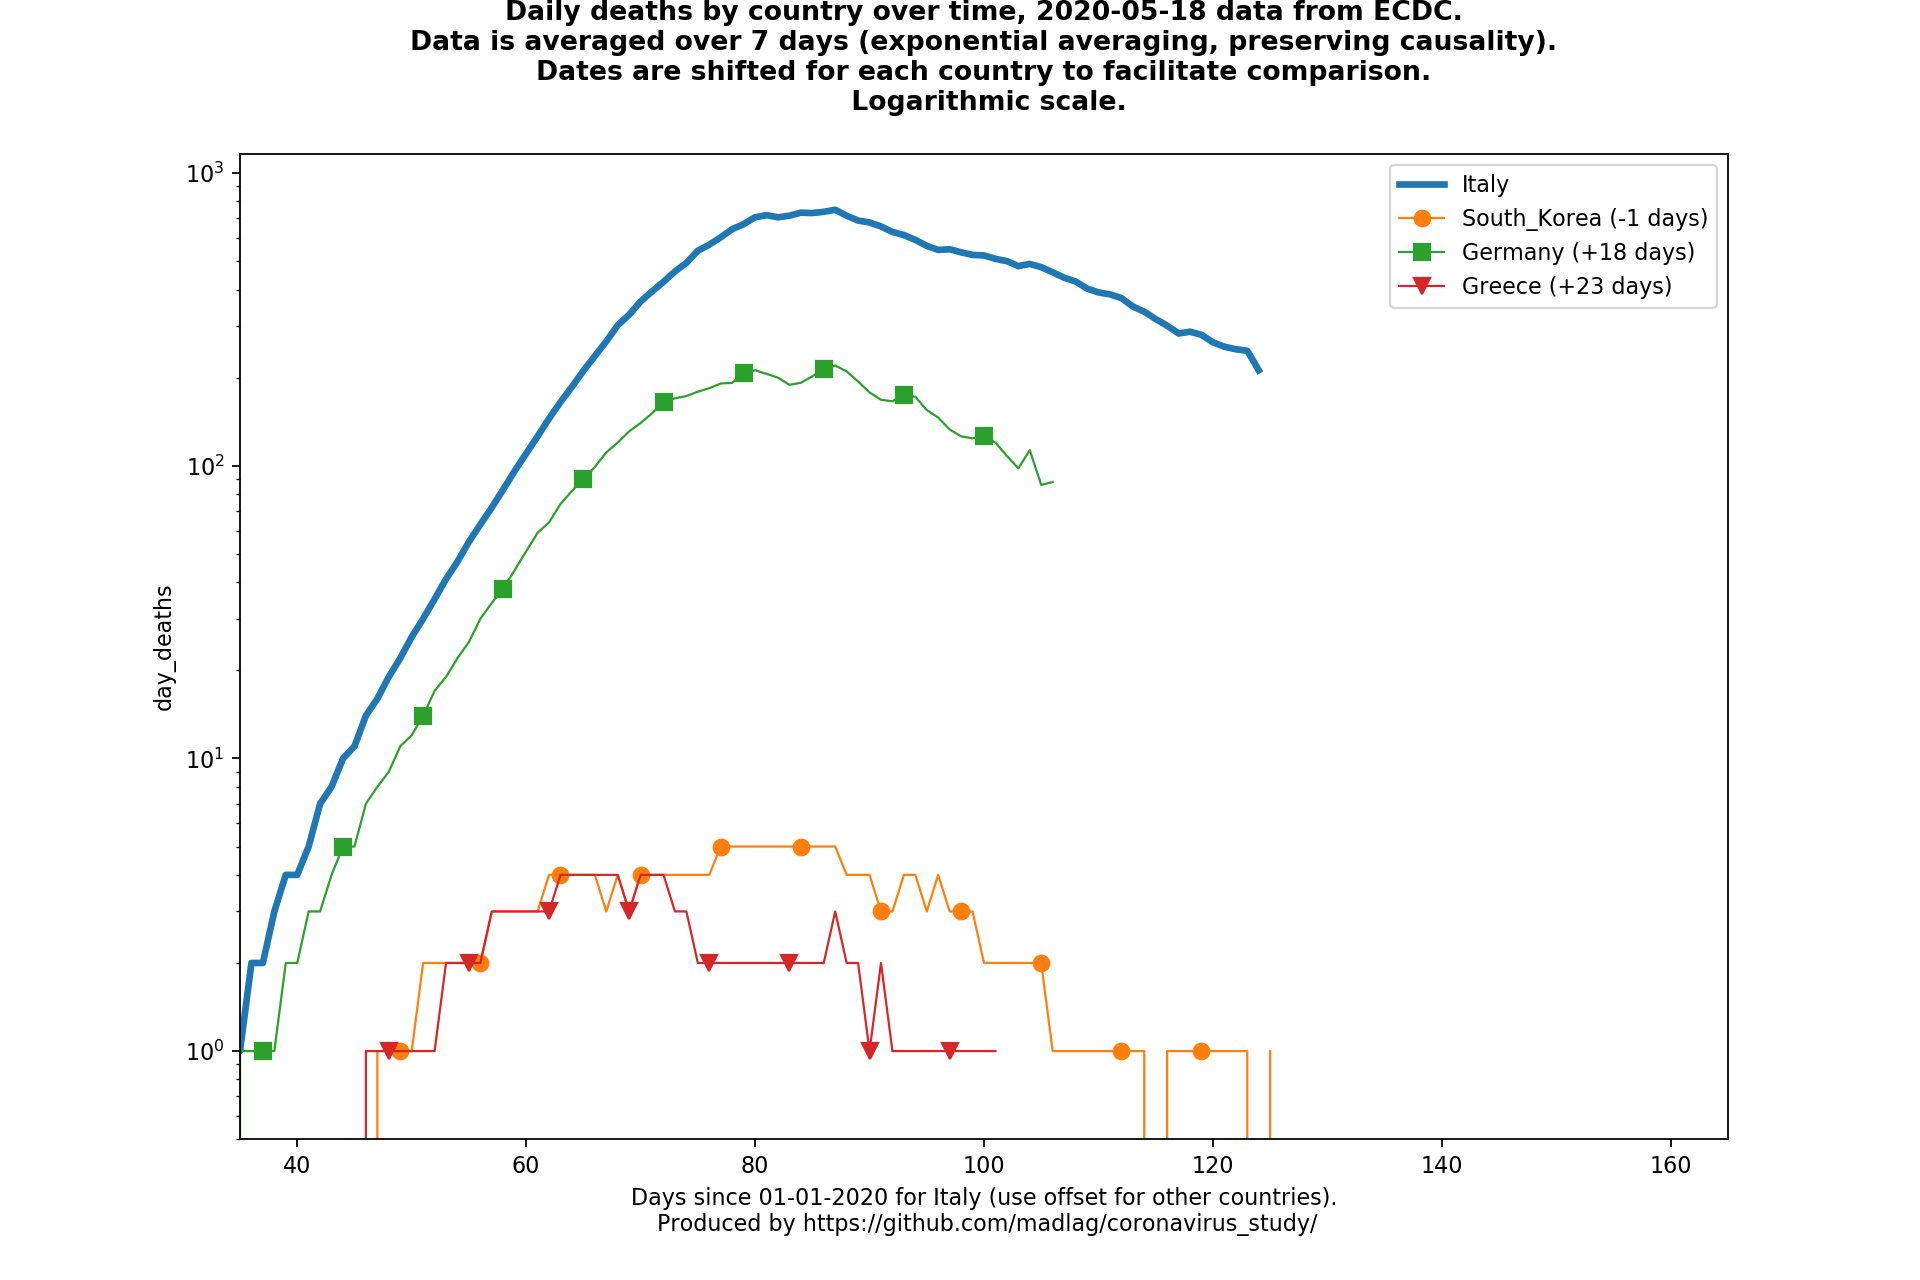 Daily deaths by country over time, 2020-05-18 data from ECDC.
Data is averaged over 7 days (exponential averaging, preserving causality).
Dates are shifted for each country to facilitate comparison.
Logarithmic scale.
10³
10²
10¹
10⁰
day_deaths
Italy
South_Korea (-1 days)
Germany (+18 days)
Greece (+23 days)
40 60 80 100 120 140 160
Days since 01-01-2020 for Italy (use offset for other countries).
Produced by https://github.com/madlag/coronavirus_study/